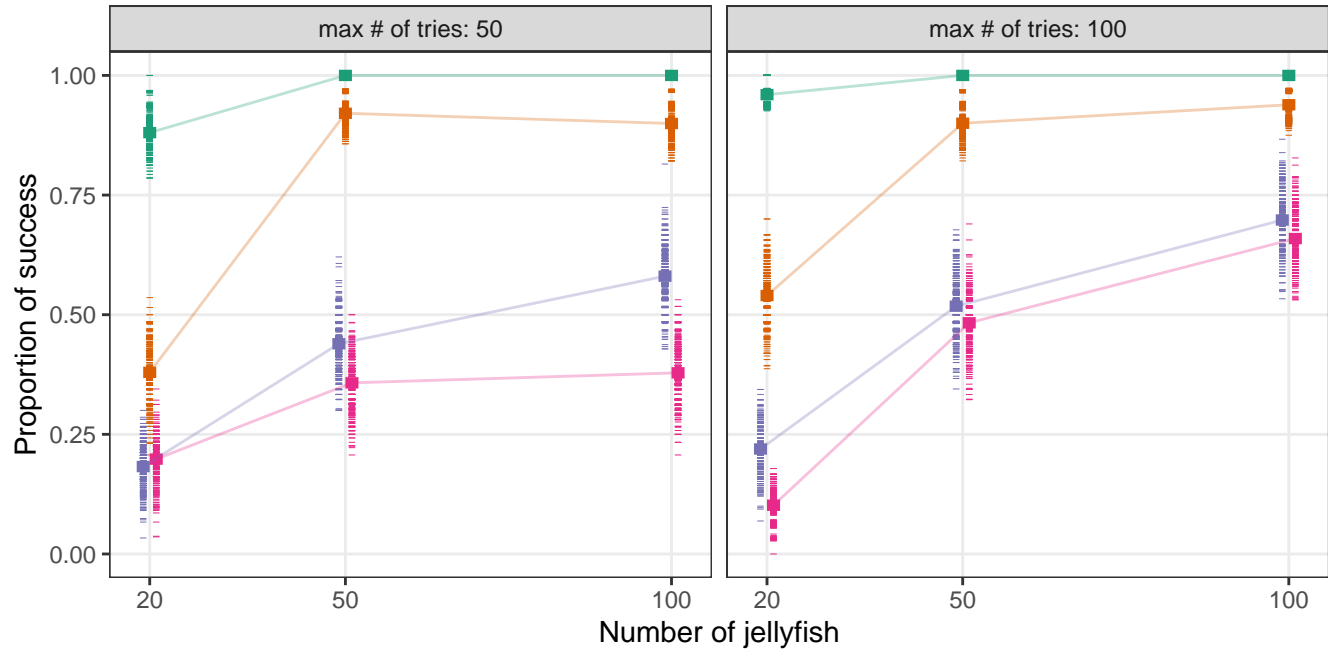 max # of tries: 50
max # of tries: 100
Proportion of success
1.00
0.75
0.50
0.25
0.00
20 50 100
20 50 100
Number of jellyfish